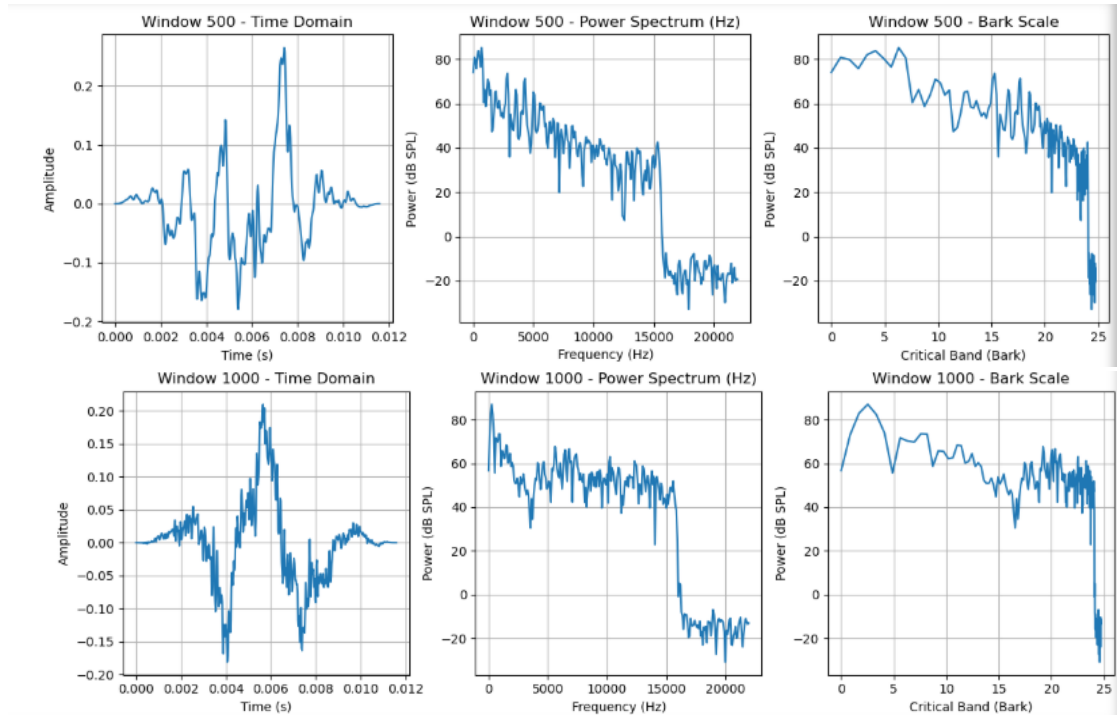 Window 500 - Time Domain
Window 500 - Power Spectrum (Hz)
Window 500 - Bark Scale
Amplitude
0.2
0.1
0.0
−0.1
−0.2
0.000 0.002 0.004 0.006 0.008 0.010 0.012
Time (s)
Power (dB SPL)
80
60
40
20
0
−20
0 5000 10000 15000 20000
Frequency (Hz)
Power (dB SPL)
80
60
40
20
0
−20
0 5 10 15 20 25
Critical Band (Bark)
Window 1000 - Time Domain
Window 1000 - Power Spectrum (Hz)
Window 1000 - Bark Scale
Amplitude
0.20
0.15
0.10
0.05
0.00
−0.05
−0.10
−0.15
−0.20
0.000 0.002 0.004 0.006 0.008 0.010 0.012
Time (s)
Power (dB SPL)
80
60
40
20
0
−20
0 5000 10000 15000 20000
Frequency (Hz)
Power (dB SPL)
80
60
40
20
0
−20
0 5 10 15 20 25
Critical Band (Bark)